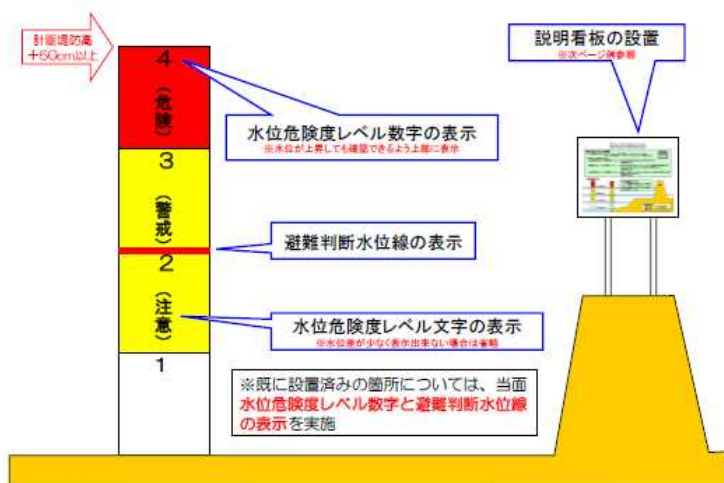 計画堤防高
+60cm以上
4
（危険）
3
（警戒）
2
（注意）
1
水位危険度レベル数字の表示
※水位が上昇しても確認できるよう上部に表示
避難判断水位線の表示
水位危険度レベル文字の表示
※水位差が少なく表示出来ない場合は省略
※既に設置済みの箇所については、当面
水位危険度レベル数字と避難判断水位線
の表示を実施
説明看板の設置
※次ページ例参照